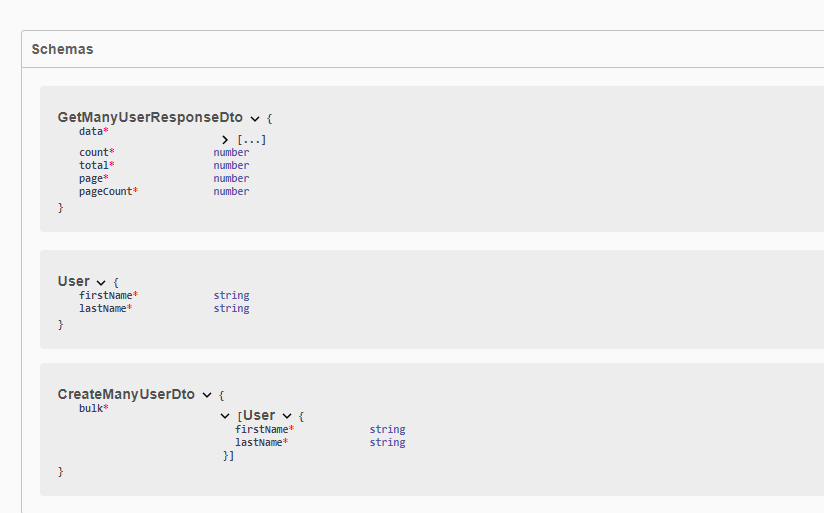 Schemas
GetManyUserResponseDto {
data*
[...]
count* number
total* number
page* number
pageCount* number
}
User {
firstName* string
lastName* string
}
CreateManyUserDto {
bulk*
[User {
firstName* string
lastName* string
}]
}